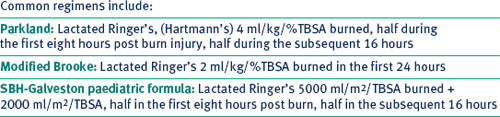 Common regimens include:
Parkland: Lactated Ringer's, (Hartmann's) 4 ml/kg/%TBSA burned, half during
the first eight hours post burn injury, half during the subsequent 16 hours
Modified Brooke: Lactated Ringer's 2 ml/kg/%TBSA burned in the first 24 hours
SBH-Galveston paediatric formula: Lactated Ringer's 5000 ml/m²/TBSA burned +
2000 ml/m²/TBSA, half in the first eight hours post burn, half in the subsequent 16 hours